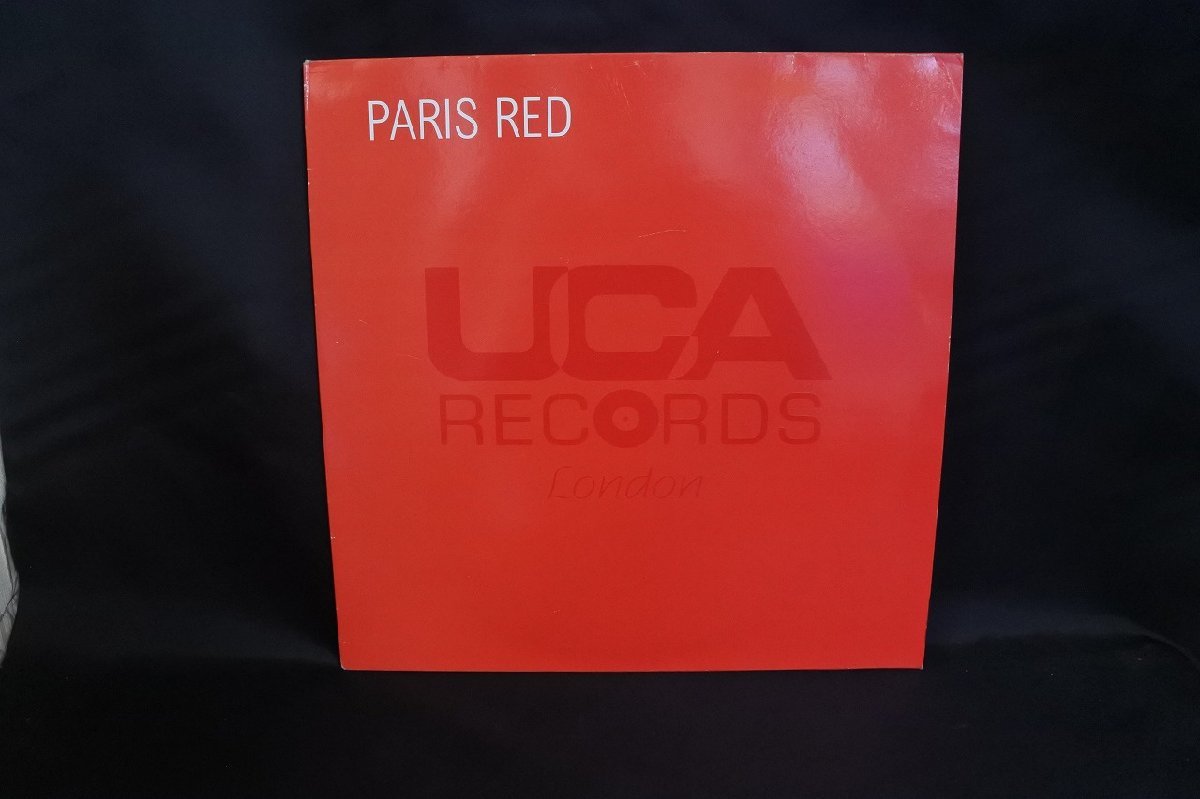 PARIS RED
UCA
RECORDS
London